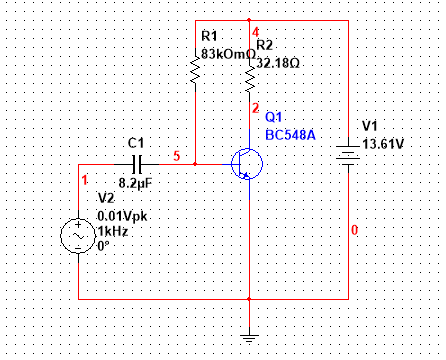 R1
83kOmΩ
4
R2
32.18Ω
2
Q1
BC548A
V1
13.61V
C1
5
8.2µF
1
V2
0.01Vpk
1kHz
0°
0